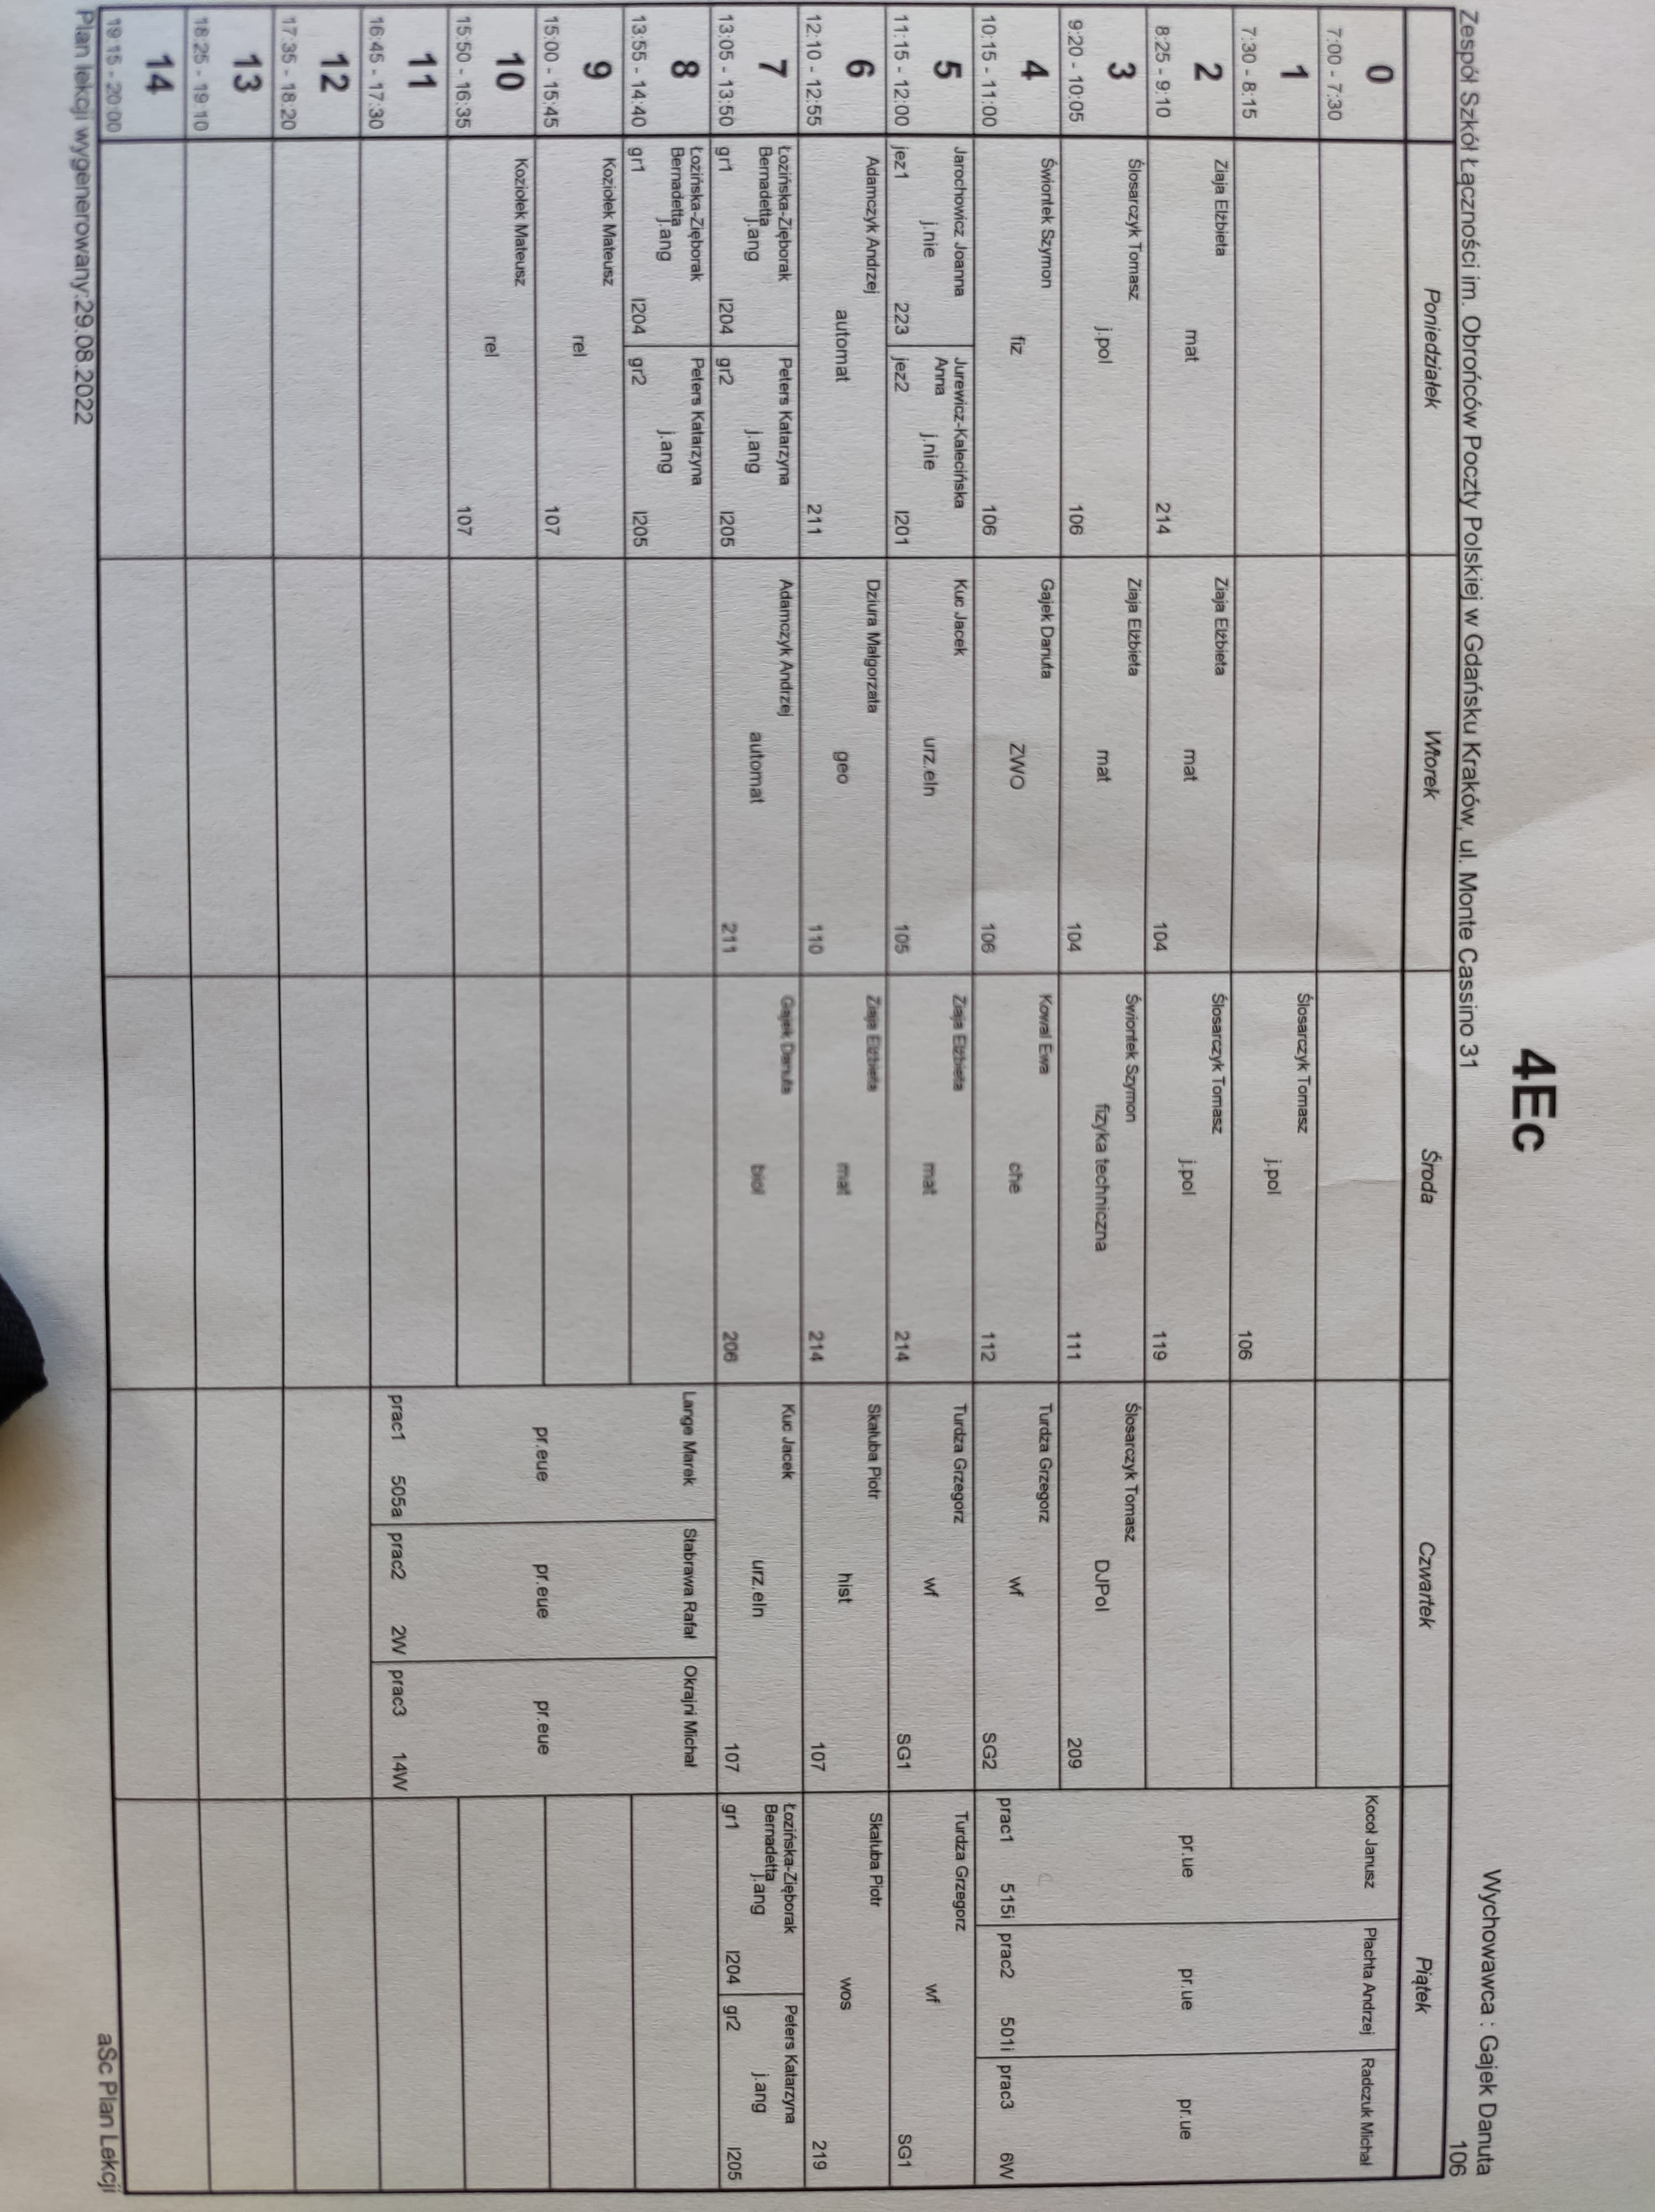 4Ec
Zespół Szkół Łączności im. Obrońców Poczty Polskiej w Gdańsku Kraków, ul. Monte Cassino 31
Wychowawca : Gajek Danuta
106
Poniedziałek Wtorek Środa Czwartek Piątek
0
7:00 - 7:30
Kocoł Janusz Płachta Andrzej Radczuk Michał
pr.ue pr.ue pr.ue
prac1 515i prac2 501i prac3 6W
1
7:30 - 8:15
Ślosarczyk Tomasz
j.pol
106
2
8:25 - 9:10
Ziaja Elżbieta
mat
214
Ziaja Elżbieta
mat
104
Ślosarczyk Tomasz
j.pol
119
3
9:20 - 10:05
Ślosarczyk Tomasz
j.pol
106
Ziaja Elżbieta
mat
104
Świontek Szymon
fizyka techniczna
111
Ślosarczyk Tomasz
DJPol
209
4
10:15 - 11:00
Świontek Szymon
fiz
106
Gajek Danuta
ZWO
106
Kowal Ewa
che
112
Turdza Grzegorz
wf
SG2
5
11:15 - 12:00
Jarochowicz Joanna
j.nie
jez1 223
Jurewicz-Kalecińska
Anna
j.nie
jez2 I201
Kuc Jacek
urz.eln
105
Ziaja Elżbieta
mat
214
Turdza Grzegorz
wf
SG1
Turdza Grzegorz
wf
SG1
6
12:10 - 12:55
Adamczyk Andrzej
automat
211
Dziura Małgorzata
geo
110
Ziaja Elżbieta
mat
214
Skałuba Piotr
hist
107
Skałuba Piotr
wos
219
7
13:05 - 13:50
Łozińska-Zięborak
Bernadetta
j.ang
gr1 I204
Peters Katarzyna
j.ang
gr2 I205
Adamczyk Andrzej
automat
211
Gajek Danuta
biol
206
Kuc Jacek
urz.eln
107
Łozińska-Zięborak
Bernadetta
j.ang
gr1 I204
Peters Katarzyna
j.ang
gr2 I205
8
13:55 - 14:40
Łozińska-Zięborak
Bernadetta
j.ang
gr1 I204
Peters Katarzyna
j.ang
gr2 I205
Lange Marek Stabrawa Rafał Okrajni Michał
pr.eue pr.eue pr.eue
prac1 505a prac2 2W prac3 14W
9
15:00 - 15:45
Koziołek Mateusz
rel
107
10
15:50 - 16:35
Koziołek Mateusz
rel
107
11
16:45 - 17:30
12
17:35 - 18:20
13
18:25 - 19:10
14
19:15 - 20:00
Plan lekcji wygenerowany:29.08.2022
aSc Plan Lekcji